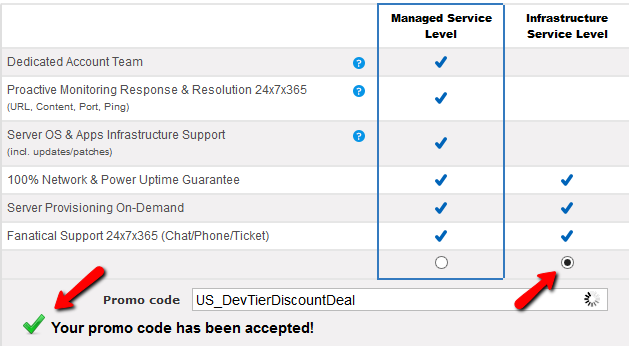 Managed Service Infrastructure
Level Service Level
Dedicated Account Team ?
Proactive Monitoring Response & Resolution 24x7x365 ?
(URL, Content, Port, Ping)
Server OS & Apps Infrastructure Support ?
(incl. updates/patches)
100% Network & Power Uptime Guarantee
Server Provisioning On-Demand
Fanatical Support 24x7x365 (Chat/Phone/Ticket)
Promo code US_DevTierDiscountDeal
Your promo code has been accepted!